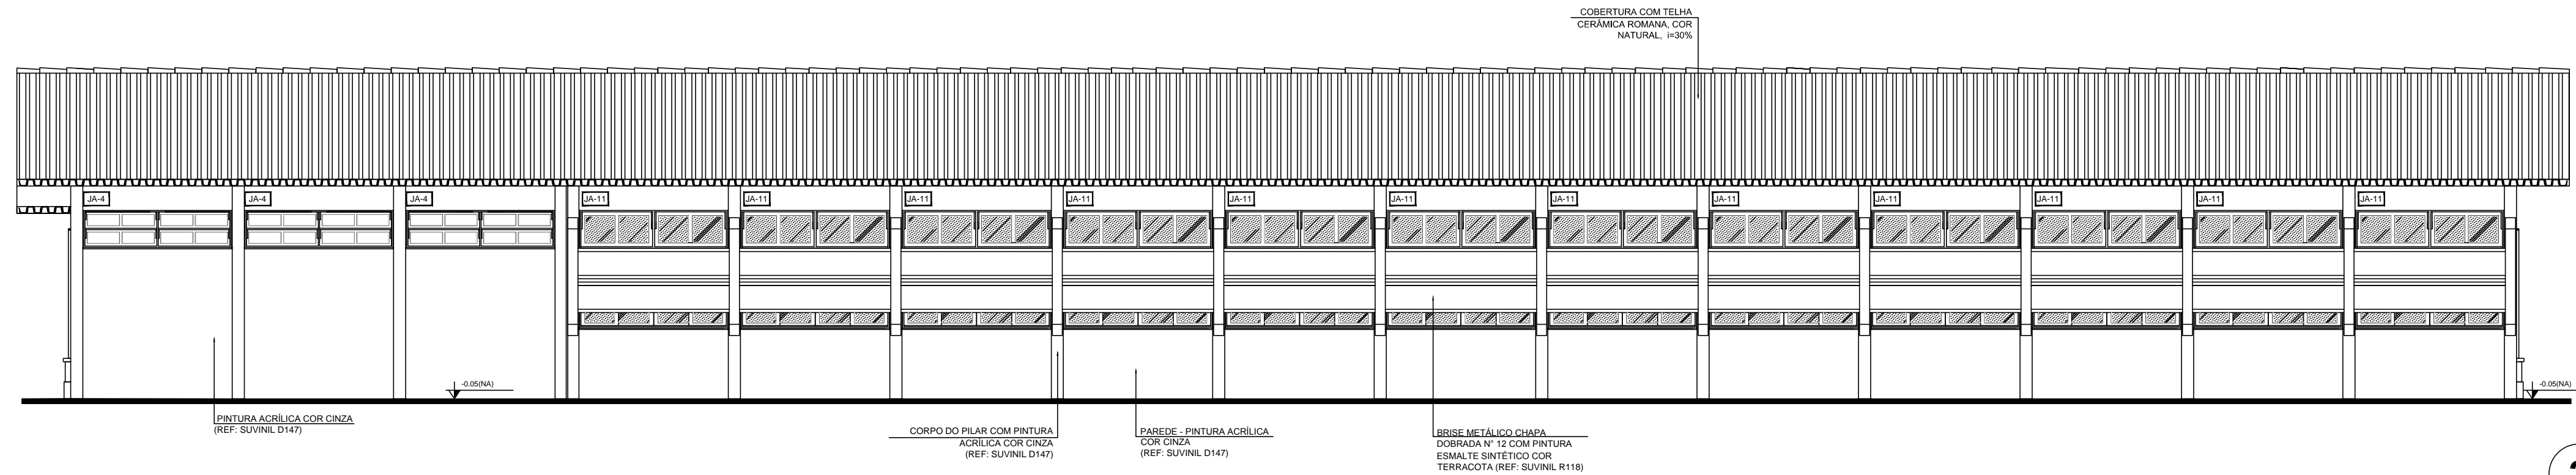 COBERTURA COM TELHA
CERÂMICA ROMANA, COR
NATURAL, i=30%
JA-4 JA-4 JA-4 JA-11 JA-11 JA-11 JA-11 JA-11 JA-11 JA-11 JA-11 JA-11 JA-11 JA-11 JA-11
-0.05(NA) -0.05(NA)
PINTURA ACRÍLICA COR CINZA
(REF: SUVINIL D147)
CORPO DO PILAR COM PINTURA
ACRÍLICA COR CINZA
(REF: SUVINIL D147)
PAREDE - PINTURA ACRÍLICA
COR CINZA
(REF: SUVINIL D147)
BRISE METÁLICO CHAPA
DOBRADA N° 12 COM PINTURA
ESMALTE SINTÉTICO COR
TERRACOTA (REF: SUVINIL R118)